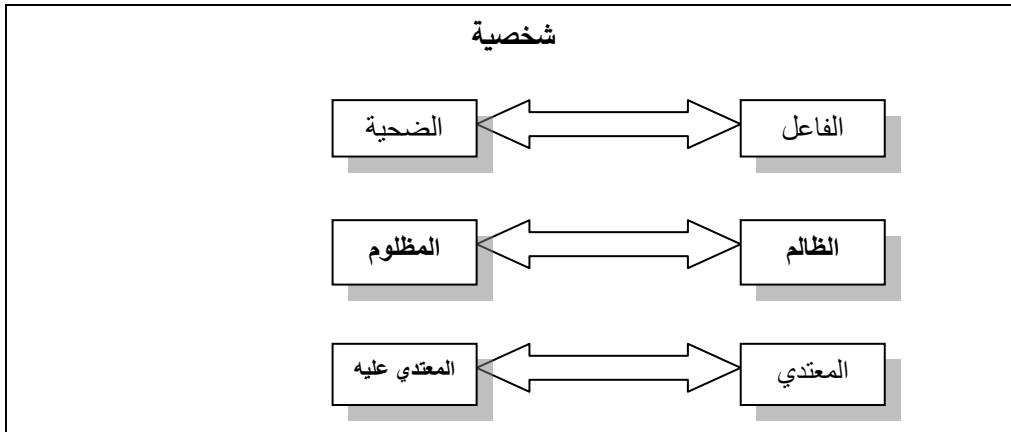 شخصية
الفاعل
الضحية
الظالم
المظلوم
المعتدي
المعتدي عليه